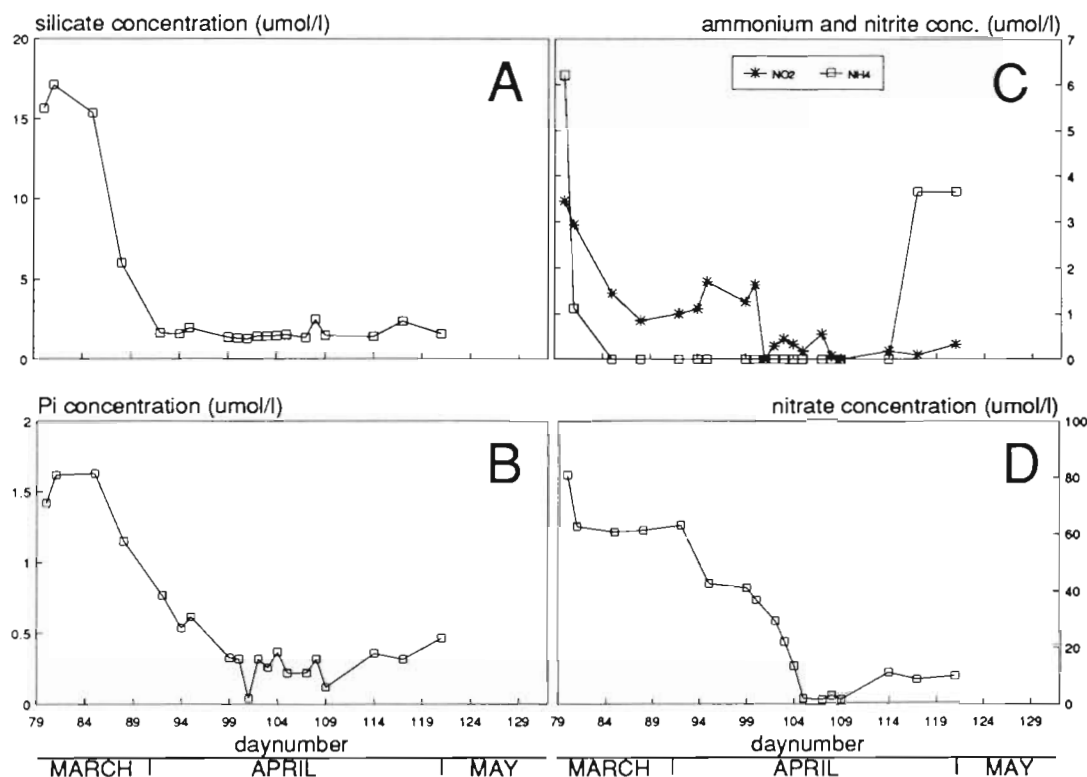 silicate concentration (umol/l)
20
15
10
5
0
A
ammonium and nitrite conc. (umol/l)
NO2 NH4
C
7
6
5
4
3
2
1
0
Pi concentration (umol/l)
2
1.5
1
0.5
0
B
79 84 89 94 99 104 109 114 119 129
daynumber
MARCH APRIL MAY
nitrate concentration (umol/l)
D
100
80
60
40
20
0
79 84 89 94 99 104 109 114 119 129
daynumber
MARCH APRIL MAY